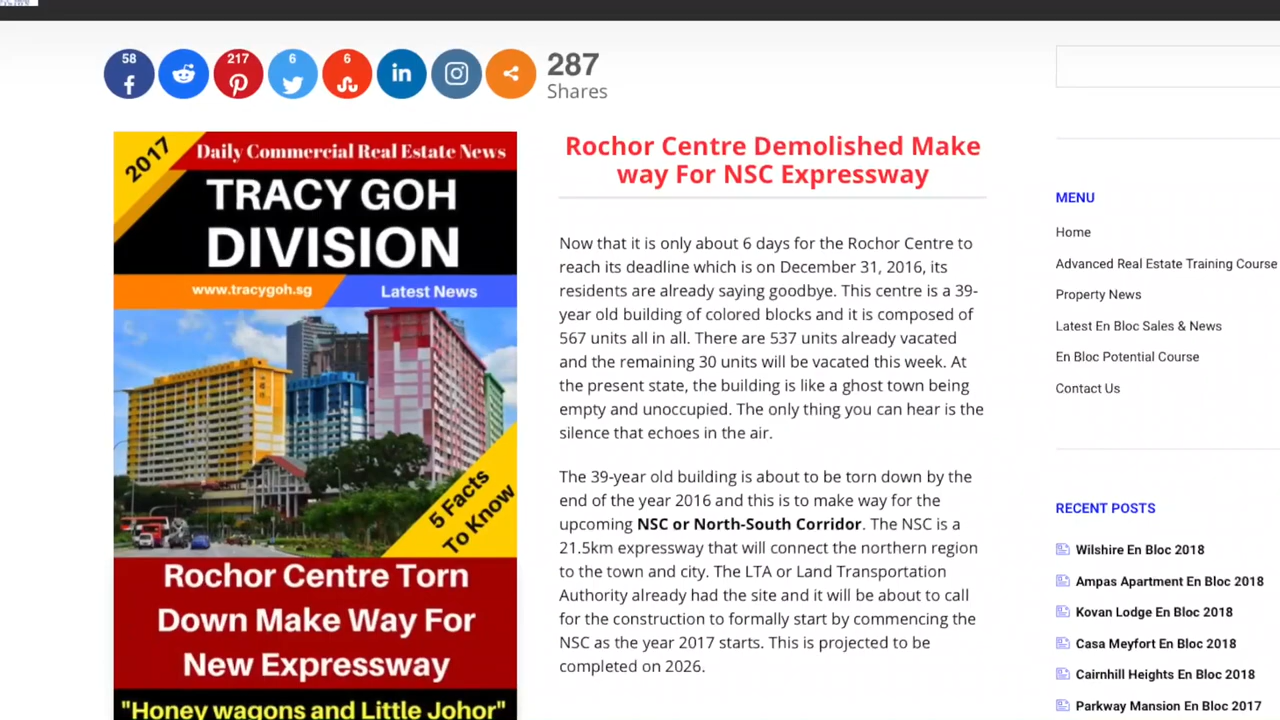 58
217
6
6
287
Shares
2017
Daily Commercial Real Estate News
TRACY GOH
DIVISION
www.tracygoh.sg
Latest News
5 Facts
To Know
Rochor Centre Torn
Down Make Way For
New Expressway
"Honey wagons and Little Johor"
Rochor Centre Demolished Make
way For NSC Expressway
Now that it is only about 6 days for the Rochor Centre to
reach its deadline which is on December 31, 2016, its
residents are already saying goodbye. This centre is a 39-
year old building of colored blocks and it is composed of
567 units all in all. There are 537 units already vacated
and the remaining 30 units will be vacated this week. At
the present state, the building is like a ghost town being
empty and unoccupied. The only thing you can hear is the
silence that echoes in the air.
The 39-year old building is about to be torn down by the
end of the year 2016 and this is to make way for the
upcoming NSC or North-South Corridor. The NSC is a
21.5km expressway that will connect the northern region
to the town and city. The LTA or Land Transportation
Authority already had the site and it will be about to call
for the construction to formally start by commencing the
NSC as the year 2017 starts. This is projected to be
completed on 2026.
MENU
Home
Advanced Real Estate Training Course
Property News
Latest En Bloc Sales & News
En Bloc Potential Course
Contact Us
RECENT POSTS
Wilshire En Bloc 2018
Ampas Apartment En Bloc 2018
Kovan Lodge En Bloc 2018
Casa Meyfort En Bloc 2018
Cairnhill Heights En Bloc 2018
Parkway Mansion En Bloc 2017